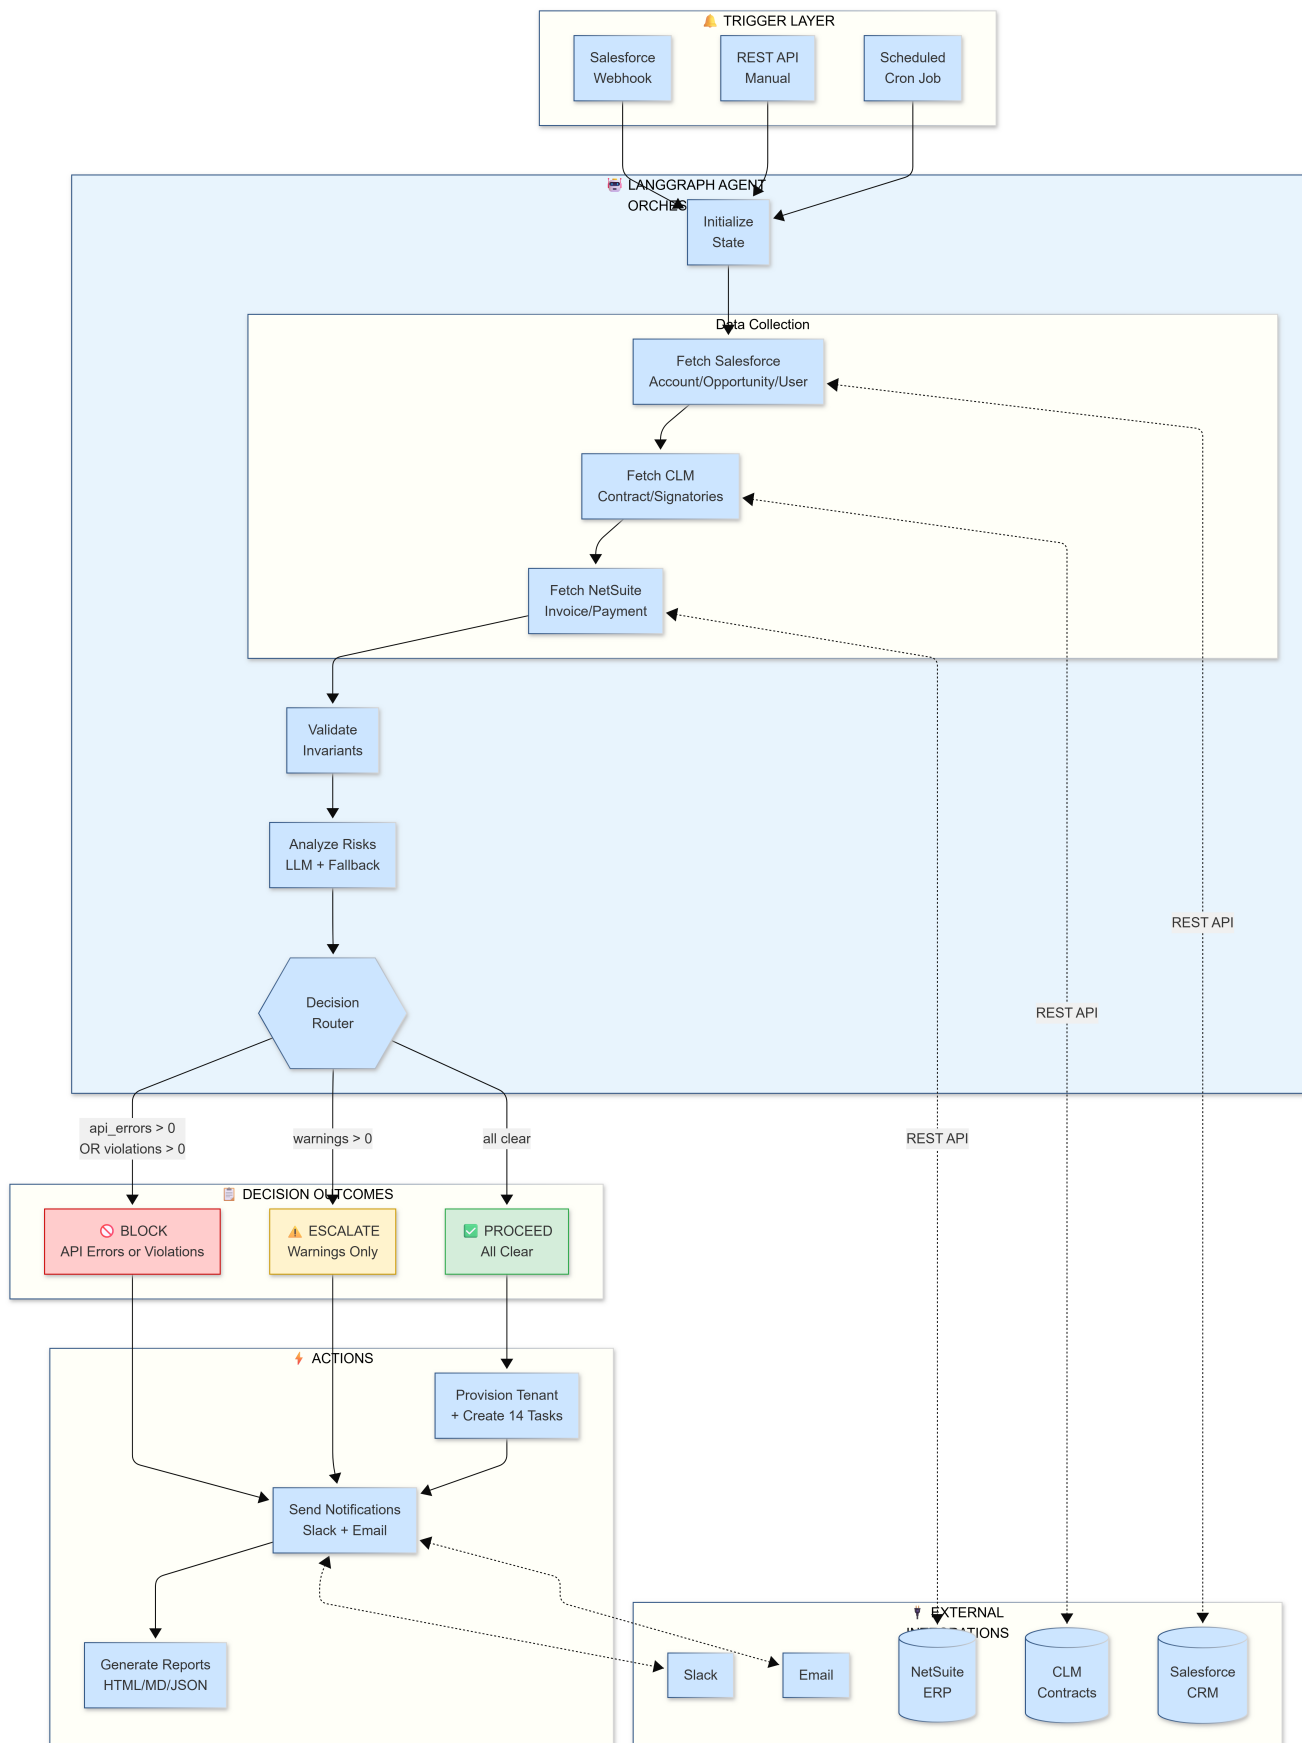 🔔 TRIGGER LAYER
Salesforce
Webhook
REST API
Manual
Scheduled
Cron Job
LANGGRAPH AGENT
ORCHES
Initialize
State
Data Collection
Fetch Salesforce
Account/Opportunity/User
Fetch CLM
Contract/Signatories
Fetch NetSuite
Invoice/Payment
Validate
Invariants
Analyze Risks
LLM + Fallback
REST API
Decision
Router
REST API
api_errors > 0
OR violations > 0
warnings > 0
all clear
REST API
📋 DECISION OUTCOMES
🚫 BLOCK
API Errors or Violations
⚠️ ESCALATE
Warnings Only
✅ PROCEED
All Clear
⚡ ACTIONS
Provision Tenant
+ Create 14 Tasks
Send Notifications
Slack + Email
Generate Reports
HTML/MD/JSON
🔌 EXTERNAL
Slack
Email
NetSuite
ERP
CLM
Contracts
Salesforce
CRM